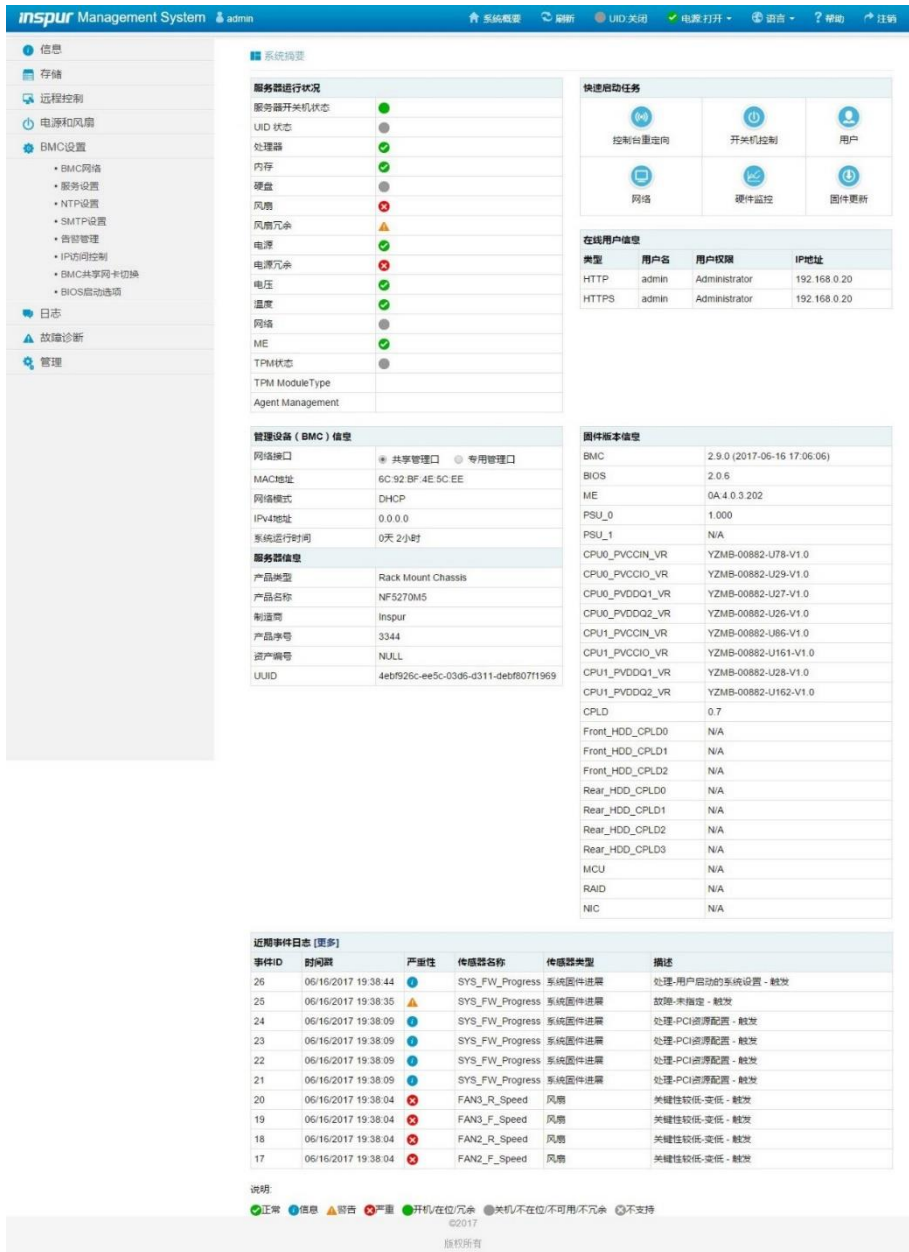 inspur Management System admin 系统概要 刷新 UID:关闭 电源:打开 语言 ?帮助 注销
信息
存储
远程控制
电源和风扇
BMC设置
• BMC网络
• 服务设置
• NTP设置
• SMTP设置
• 告警管理
• IP访问控制
• BMC共享网卡切换
• BIOS启动选项
日志
故障诊断
管理
系统摘要
服务器运行状况
服务器开关机状态
UID 状态
处理器
内存
硬盘
风扇
风扇冗余
电源
电源冗余
电压
温度
网络
ME
TPM状态
TPM ModuleType
Agent Management
快速启动任务
控制台重定向 开关机控制 用户
网络 硬件监控 固件更新
在线用户信息
类型 用户名 用户权限 IP地址
HTTP admin Administrator 192.168.0.20
HTTPS admin Administrator 192.168.0.20
管理设备（BMC）信息
网络接口 共享管理口 专用管理口
MAC地址 6C:92:BF:4E:5C:EE
网络模式 DHCP
IPv4地址 0.0.0.0
系统运行时间 0天 2小时
服务器信息
产品类型 Rack Mount Chassis
产品名称 NF5270M5
制造商 Inspur
产品序号 3344
资产编号 NULL
UUID 4ebf926c-ee5c-03d6-d311-debf807f1969
固件版本信息
BMC 2.9.0 (2017-06-16 17:06:06)
BIOS 2.0.6
ME 0A.4.0.3.202
PSU_0 1.000
PSU_1 N/A
CPU0_PVCCIN_VR YZMB-00882-U78-V1.0
CPU0_PVCCIO_VR YZMB-00882-U29-V1.0
CPU0_PVDDQ1_VR YZMB-00882-U27-V1.0
CPU0_PVDDQ2_VR YZMB-00882-U26-V1.0
CPU1_PVCCIN_VR YZMB-00882-U86-V1.0
CPU1_PVCCIO_VR YZMB-00882-U161-V1.0
CPU1_PVDDQ1_VR YZMB-00882-U28-V1.0
CPU1_PVDDQ2_VR YZMB-00882-U162-V1.0
CPLD 0.7
Front_HDD_CPLD0 N/A
Front_HDD_CPLD1 N/A
Front_HDD_CPLD2 N/A
Rear_HDD_CPLD0 N/A
Rear_HDD_CPLD1 N/A
Rear_HDD_CPLD2 N/A
Rear_HDD_CPLD3 N/A
MCU N/A
RAID N/A
NIC N/A
近期事件日志 [更多]
事件ID 时间戳 严重性 传感器名称 传感器类型 描述
26 06/16/2017 19:38:44 SYS_FW_Progress 系统固件进展 处理-用户启动的系统设置 - 触发
25 06/16/2017 19:38:35 SYS_FW_Progress 系统固件进展 故障-未指定 - 触发
24 06/16/2017 19:38:09 SYS_FW_Progress 系统固件进展 处理-PCI资源配置 - 触发
23 06/16/2017 19:38:09 SYS_FW_Progress 系统固件进展 处理-PCI资源配置 - 触发
22 06/16/2017 19:38:09 SYS_FW_Progress 系统固件进展 处理-PCI资源配置 - 触发
21 06/16/2017 19:38:09 SYS_FW_Progress 系统固件进展 处理-PCI资源配置 - 触发
20 06/16/2017 19:38:04 FAN3_R_Speed 风扇 关键性较低-变低 - 触发
19 06/16/2017 19:38:04 FAN3_F_Speed 风扇 关键性较低-变低 - 触发
18 06/16/2017 19:38:04 FAN2_R_Speed 风扇 关键性较低-变低 - 触发
17 06/16/2017 19:38:04 FAN2_F_Speed 风扇 关键性较低-变低 - 触发
说明:
正常 信息 警告 严重 开机/在位/冗余 关机/不在位/不可用/不冗余 不支持
©2017
版权所有